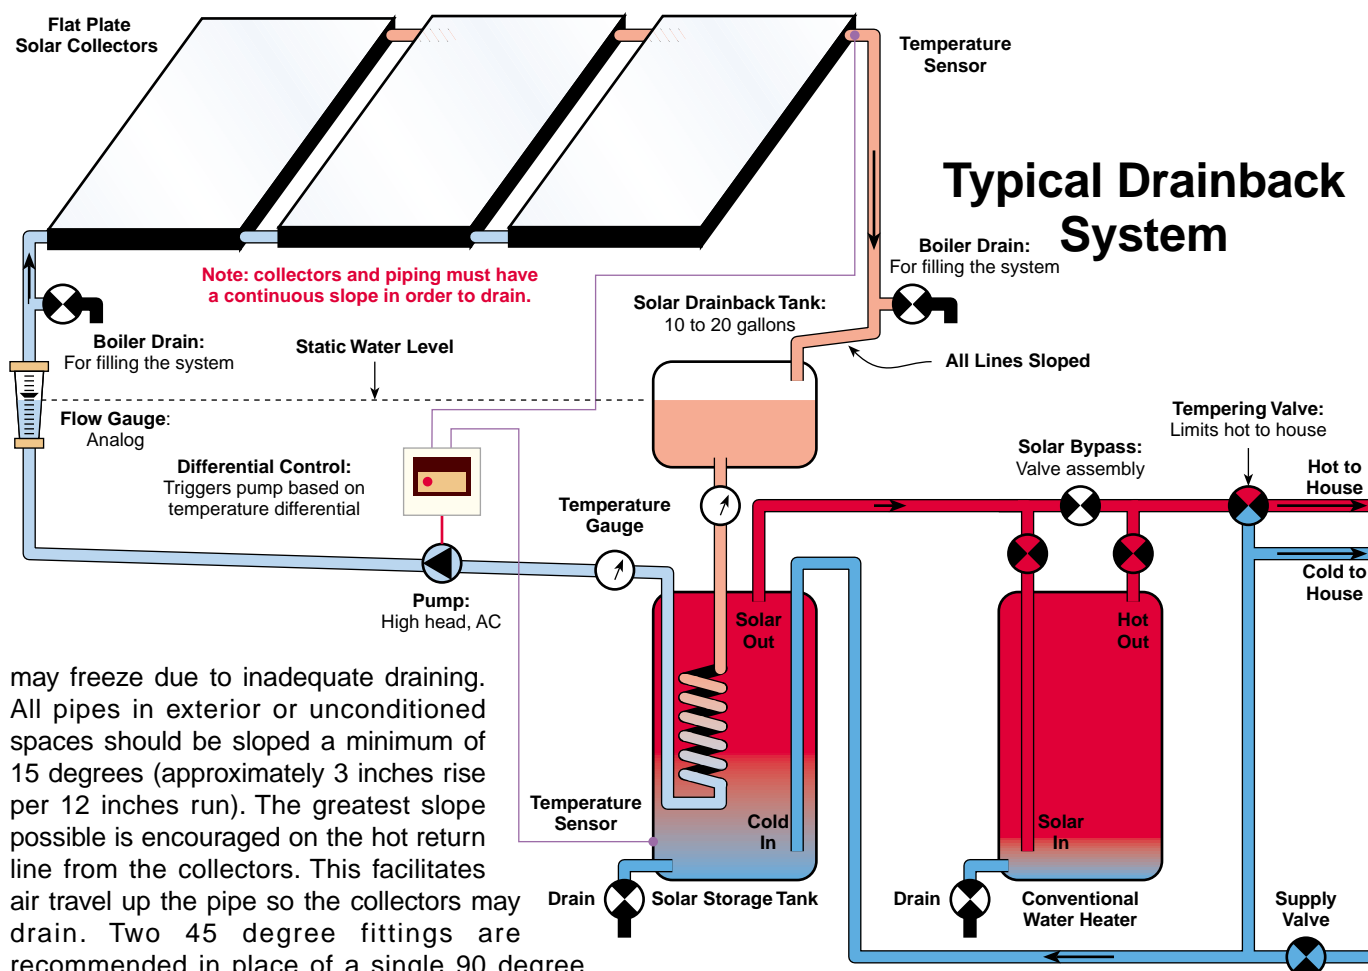 Flat Plate
Solar Collectors
Temperature
Sensor
Typical Drainback
System
Note: collectors and piping must have
a continuous slope in order to drain.
Boiler Drain:
For filling the system
Solar Drainback Tank:
10 to 20 gallons
Boiler Drain:
For filling the system
Static Water Level
All Lines Sloped
Flow Gauge:
Analog
Tempering Valve:
Limits hot to house
Solar Bypass:
Valve assembly
Differential Control:
Triggers pump based on
temperature differential
Hot to
House
Temperature
Gauge
Cold to
House
Pump:
High head, AC
Solar
Out
Hot
Out
may freeze due to inadequate draining.
All pipes in exterior or unconditioned
spaces should be sloped a minimum of
15 degrees (approximately 3 inches rise
per 12 inches run). The greatest slope
possible is encouraged on the hot return
line from the collectors. This facilitates
air travel up the pipe so the collectors may
drain. Two 45 degree fittings are
recommended in place of a single 90 degree
Temperature
Sensor
Cold
In
Solar
In
Drain
Solar Storage Tank
Drain
Conventional
Water Heater
Supply
Valve